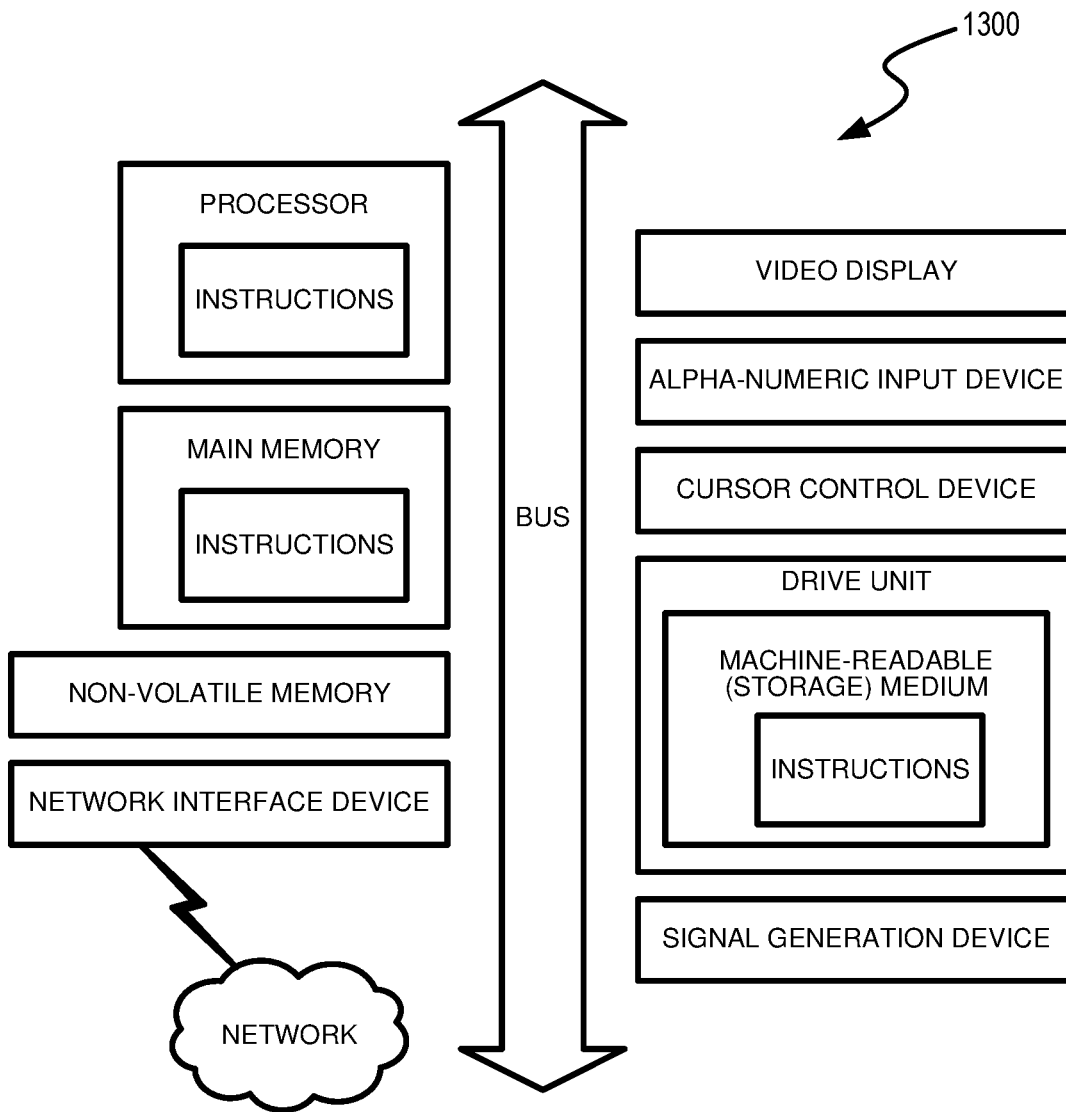 1300
PROCESSOR
INSTRUCTIONS
MAIN MEMORY
INSTRUCTIONS
NON-VOLATILE MEMORY
NETWORK INTERFACE DEVICE
NETWORK
BUS
VIDEO DISPLAY
ALPHA-NUMERIC INPUT DEVICE
CURSOR CONTROL DEVICE
DRIVE UNIT
MACHINE-READABLE
(STORAGE) MEDIUM
INSTRUCTIONS
SIGNAL GENERATION DEVICE